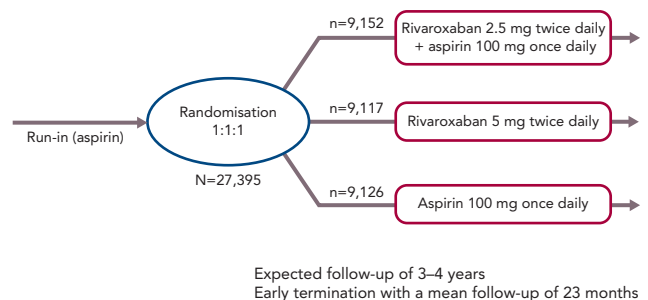 Run-in (aspirin)
Randomisation
1:1:1
N=27,395
n=9,152
Rivaroxaban 2.5 mg twice daily
+ aspirin 100 mg once daily
n=9,117
Rivaroxaban 5 mg twice daily
n=9,126
Aspirin 100 mg once daily
Expected follow-up of 3–4 years
Early termination with a mean follow-up of 23 months